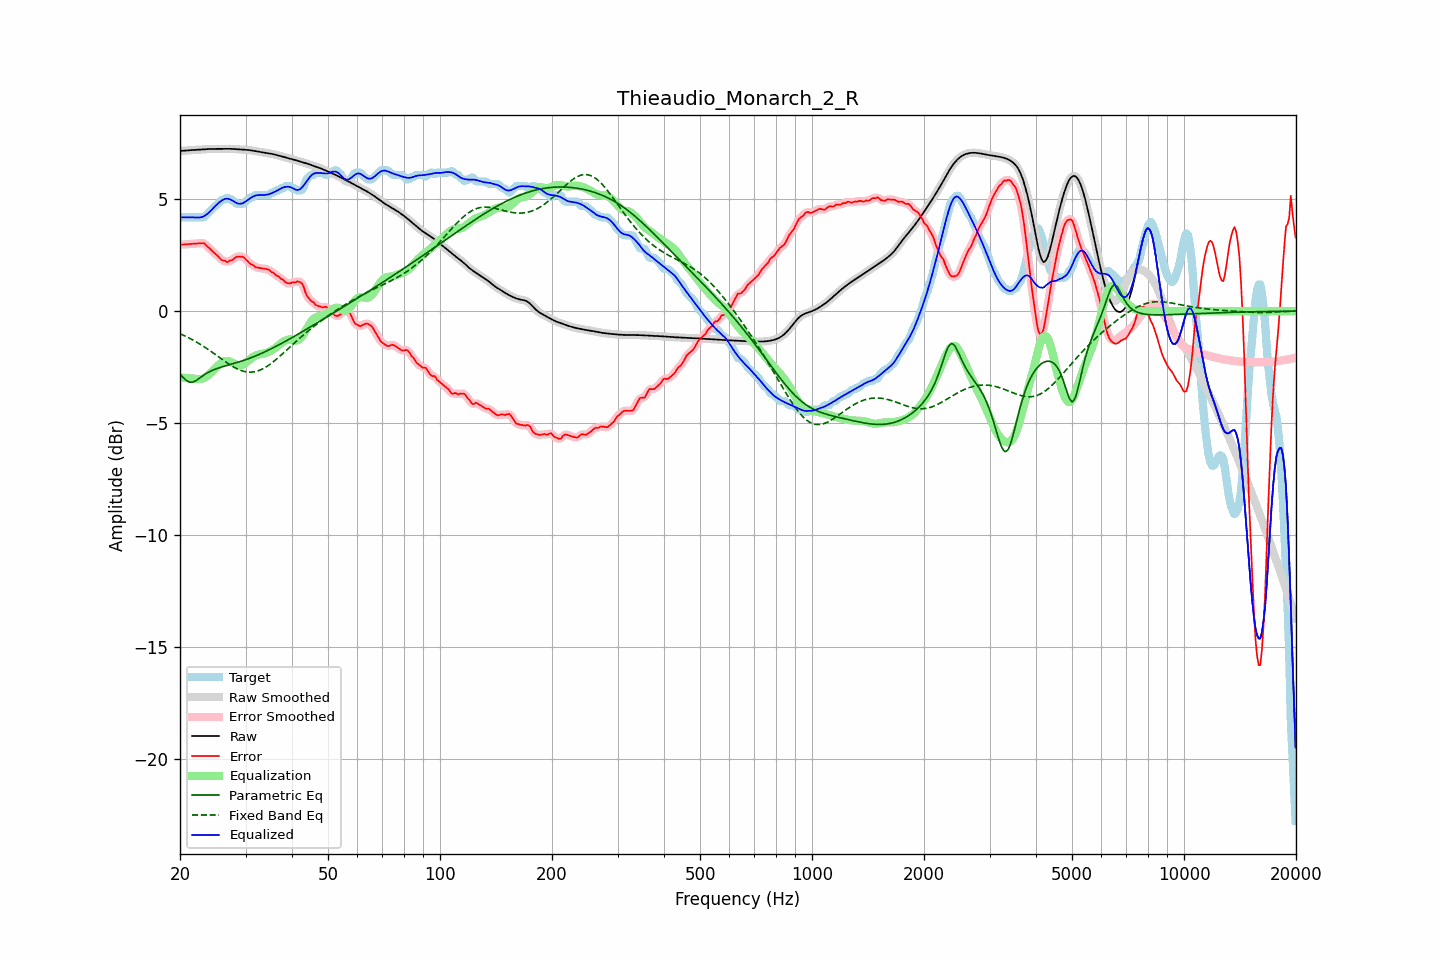 Thieaudio_Monarch_2_R
Amplitude (dBr)
5
0
−5
−10
−15
−20
Target
Raw Smoothed
Error Smoothed
Raw
Error
Equalization
Parametric Eq
Fixed Band Eq
Equalized
20
50
100
200
500
1000
2000
5000
10000
20000
Frequency (Hz)